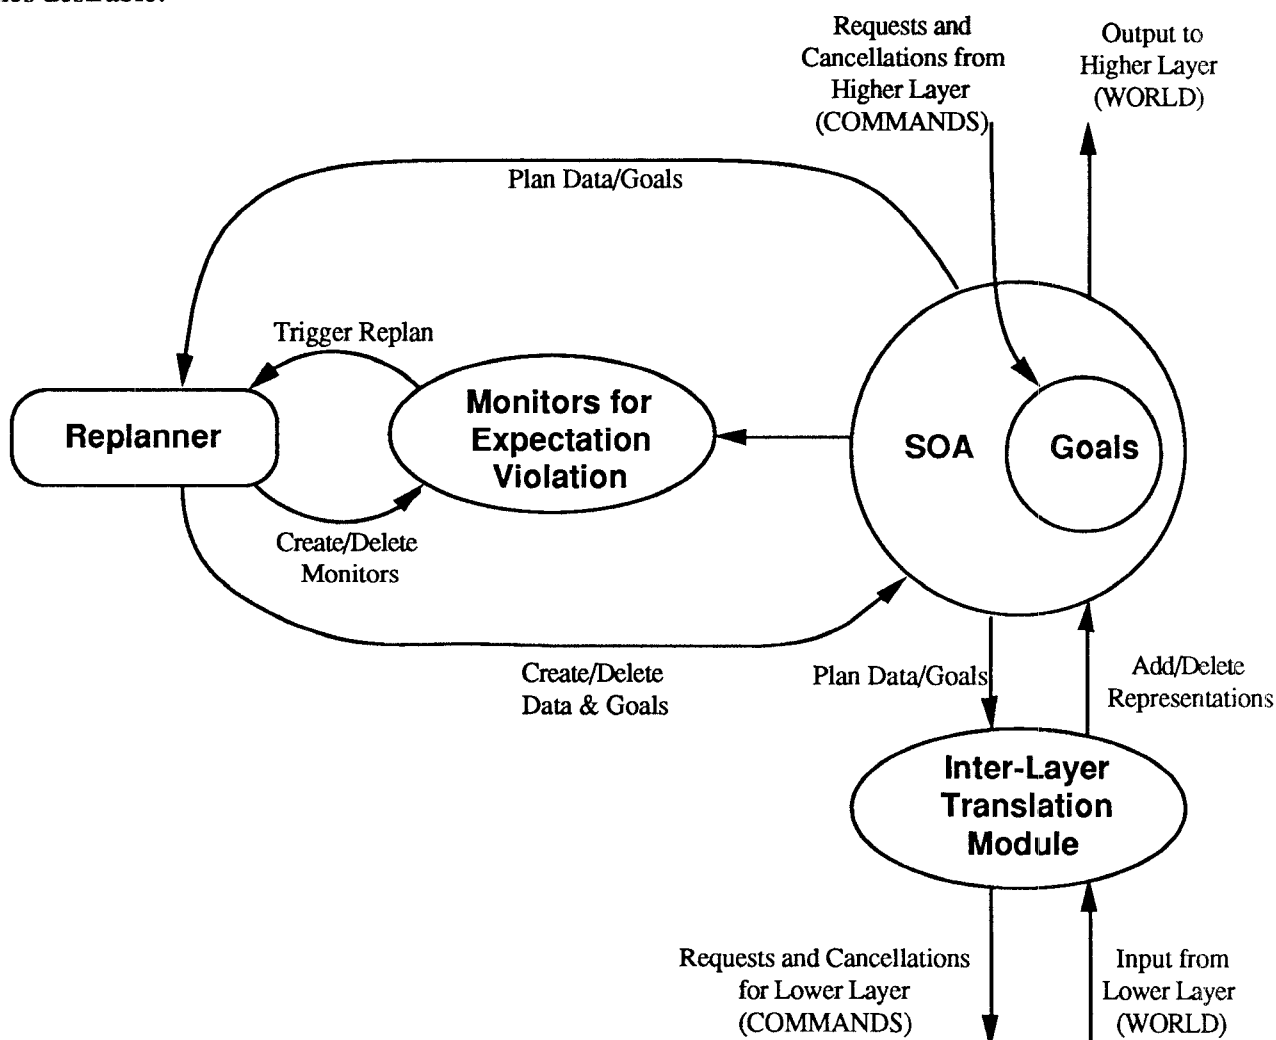 Requests and
Cancellations from
Higher Layer
(COMMANDS)
Output to
Higher Layer
(WORLD)
Plan Data/Goals
Trigger Replan
Replanner
Monitors for
Expectation
Violation
SOA
Goals
Create/Delete
Monitors
Create/Delete
Data & Goals
Plan Data/Goals
Add/Delete
Representations
Inter-Layer
Translation
Module
Requests and Cancellations
for Lower Layer
(COMMANDS)
Input from
Lower Layer
(WORLD)